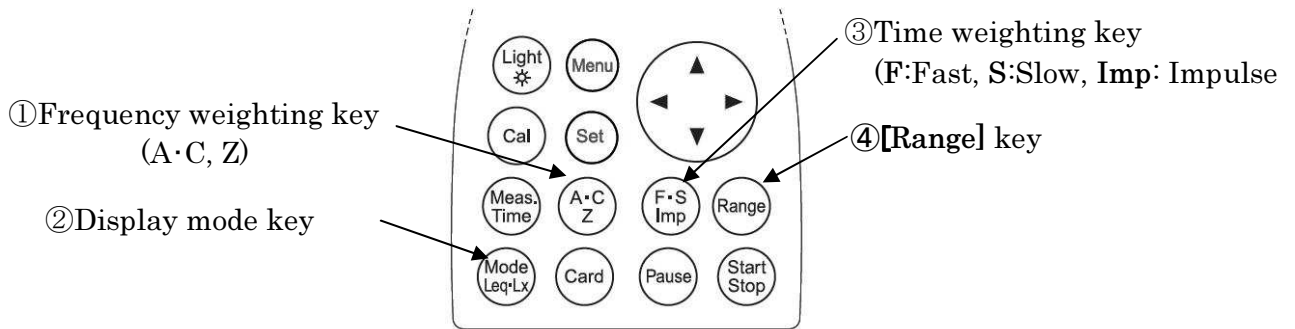 ①Frequency weighting key
(A･C, Z)
②Display mode key
Light
Menu
Cal
Set
Meas.
Time
A･C
Z
F･S
Imp
Range
Mode
Leq･Lx
Card
Pause
Start
Stop
③Time weighting key
(F:Fast, S:Slow, Imp: Impulse
④[Range] key